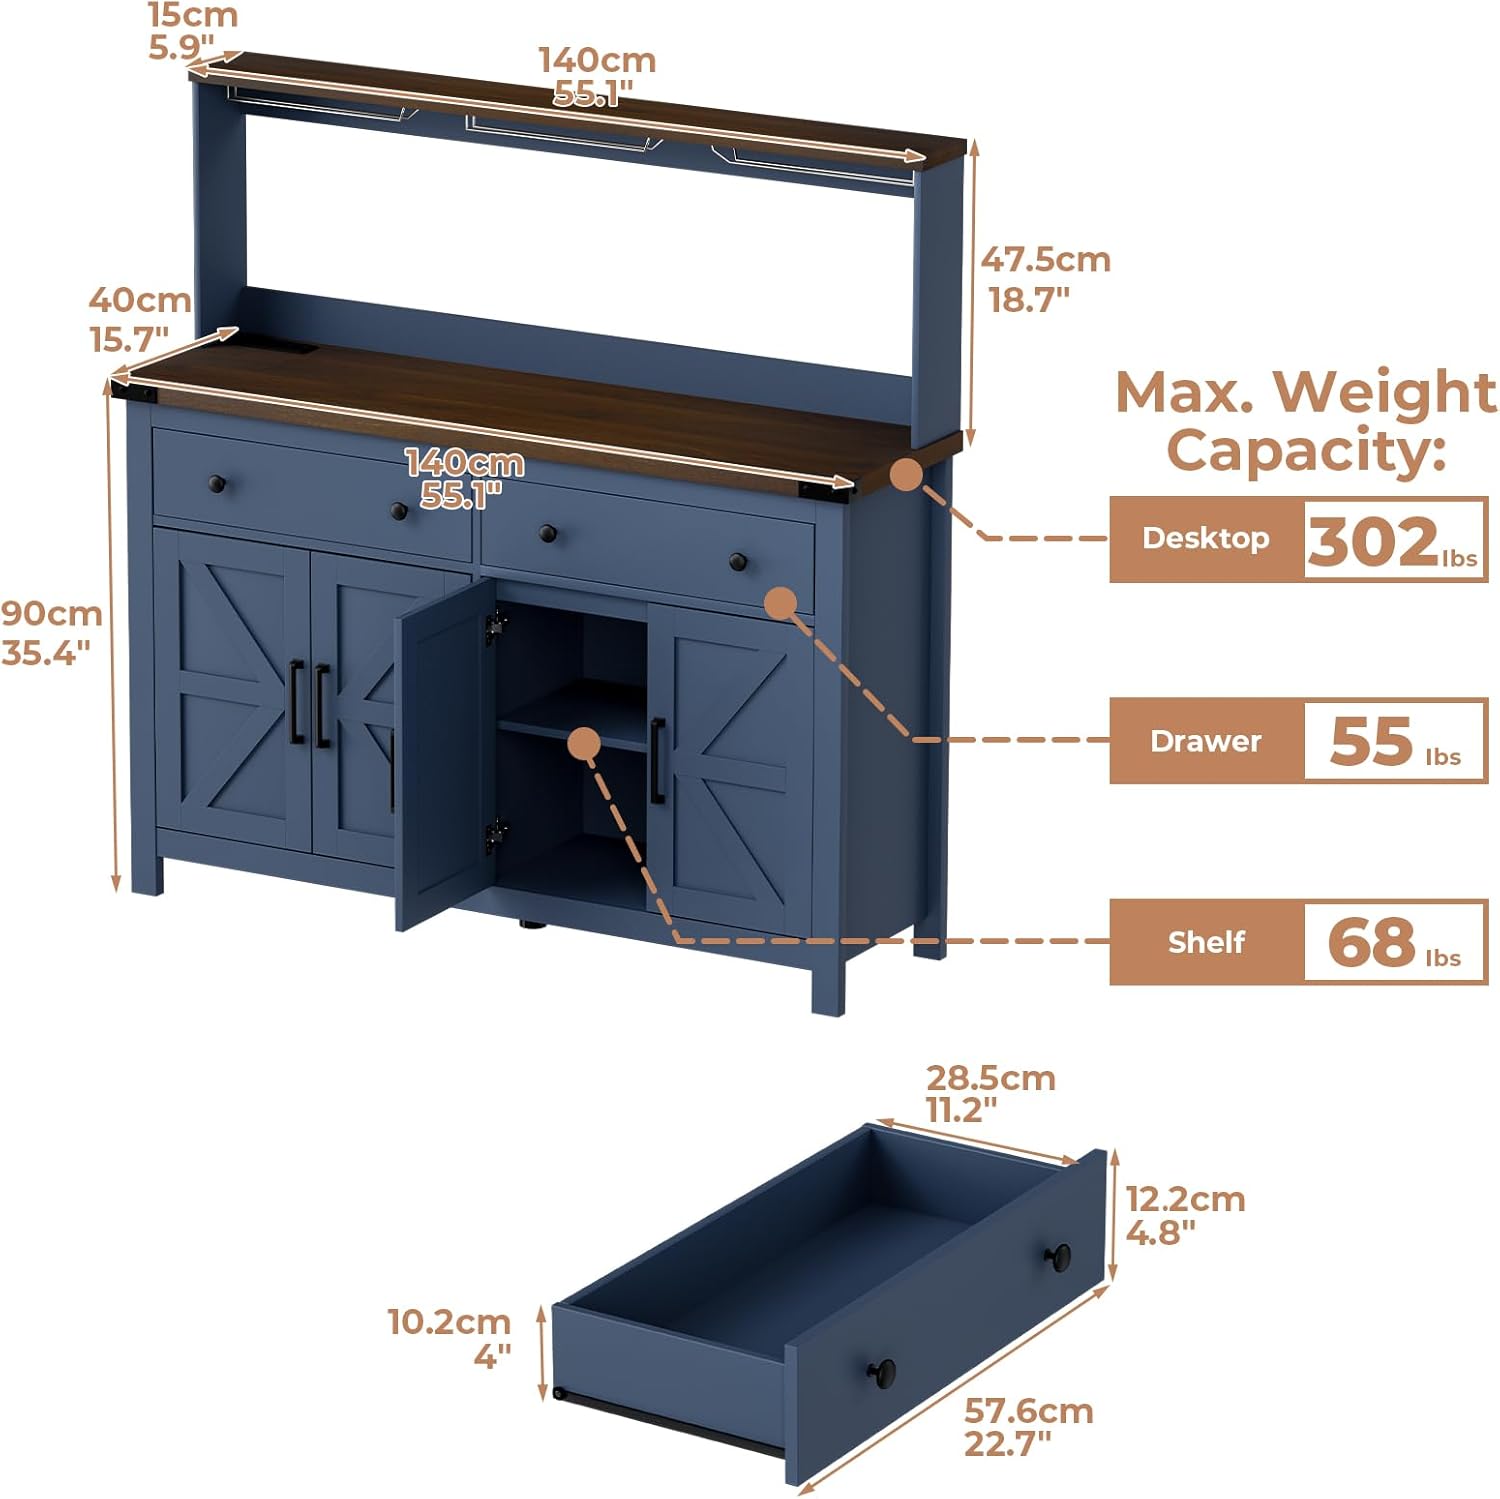 15cm
5.9"
140cm
55.1"
47.5cm
18.7"
40cm
15.7"
140cm
55.1"
90cm
35.4"
Max. Weight
Capacity:
Desktop 302 lbs
Drawer 55 lbs
Shelf 68 lbs
28.5cm
11.2"
12.2cm
4.8"
10.2cm
4"
57.6cm
22.7"